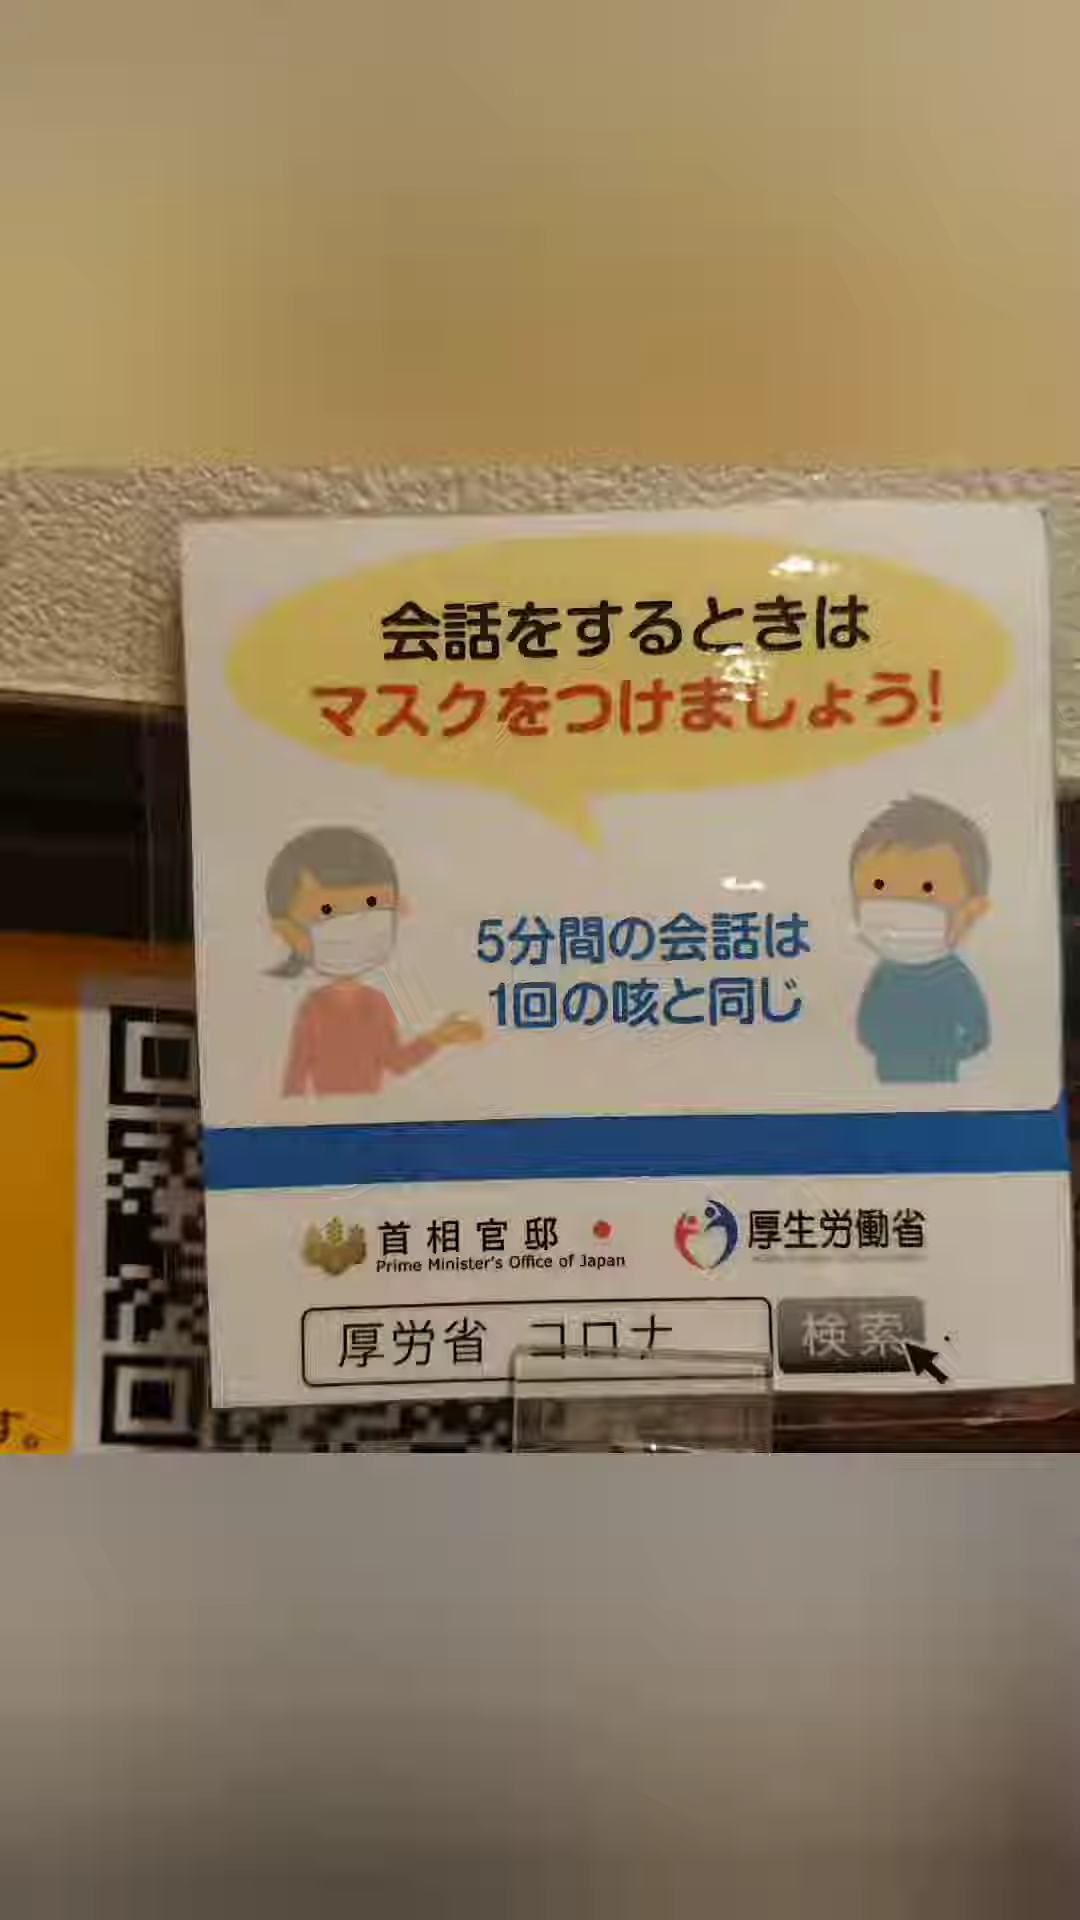 会話をするときは
マスクをつけましょう!
5分間の会話は
1回の咳と同じ
首相官邸
Prime Minister's Office of Japan
厚生労働省
厚労省 コロナ
検索
ら
す。